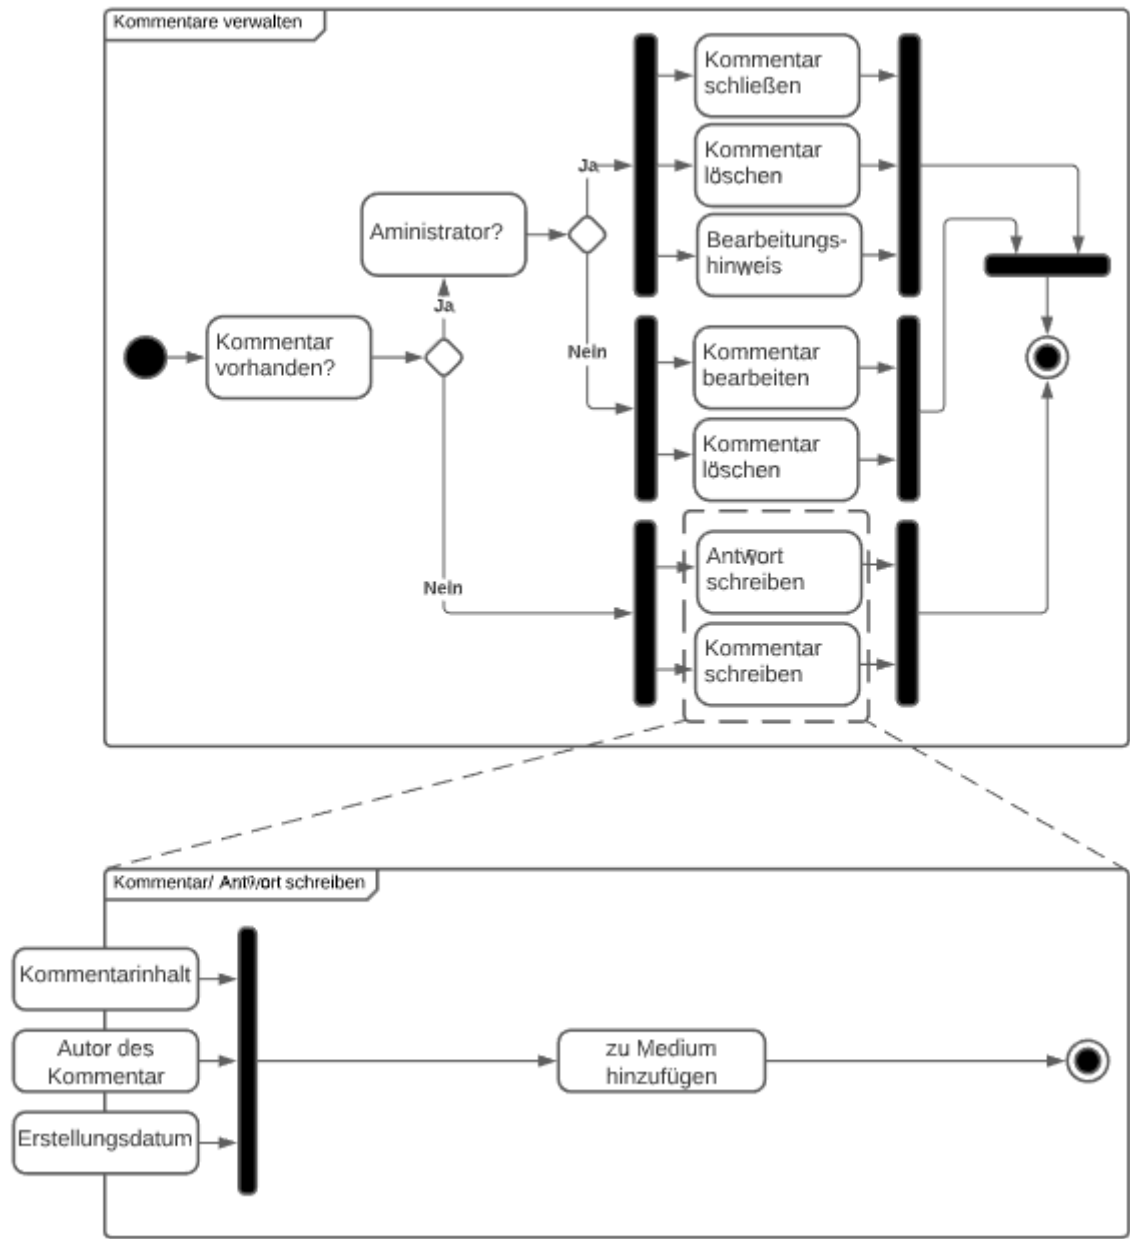 Kommentare verwalten
Kommentar
schließen
Kommentar
löschen
Bearbeitungs-
hinweis
Ja
Aministrator?
Ja
Kommentar
vorhanden?
Nein
Kommentar
bearbeiten
Kommentar
löschen
Nein
Antwort
schreiben
Kommentar
schreiben
Kommentar/ Antwort schreiben
Kommentarinhalt
Autor des
Kommentar
Erstellungsdatum
zu Medium
hinzufügen